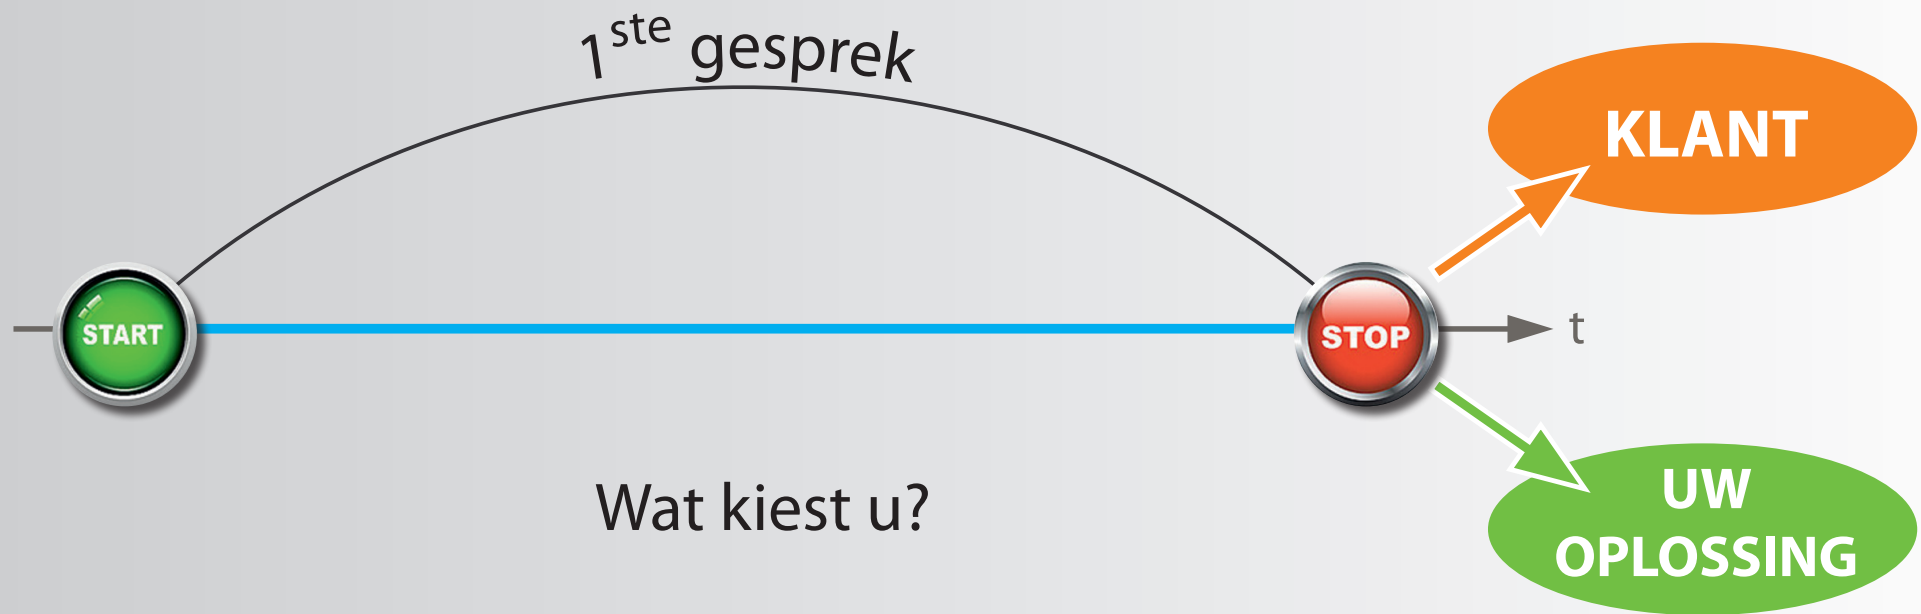 1ste gesprek
KLANT
START
STOP
t
Wat kiest u?
UW
OPLOSSING